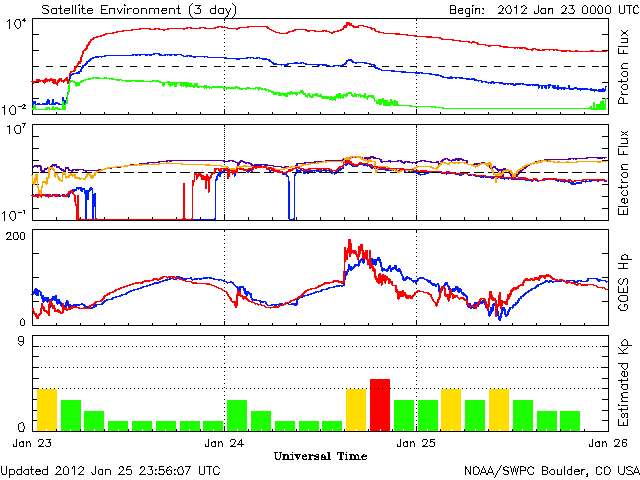 Satellite Environment (3 day) Begin: 2012 Jan 23 0000 UTC
10^4
10^-2
Proton Flux
10^7
10^-1
Electron Flux
200
100
0
GOES Hp
9
0
Estimated Kp
Jan 23 Jan 24 Jan 25 Jan 26
Universal Time
Updated 2012 Jan 25 23:56:07 UTC NOAA/SWPC Boulder, CO USA